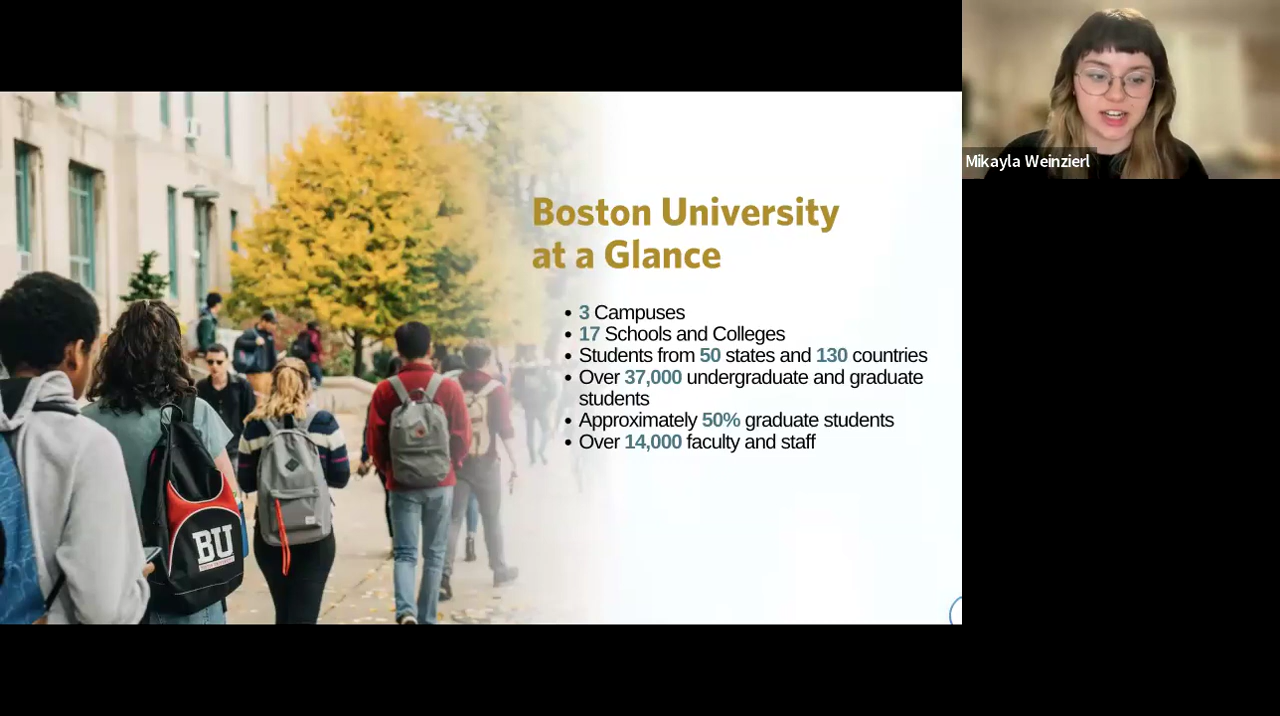 Mikayla Weinzierl
Boston University
at a Glance
• 3 Campuses
• 17 Schools and Colleges
• Students from 50 states and 130 countries
• Over 37,000 undergraduate and graduate
students
• Approximately 50% graduate students
• Over 14,000 faculty and staff
BU